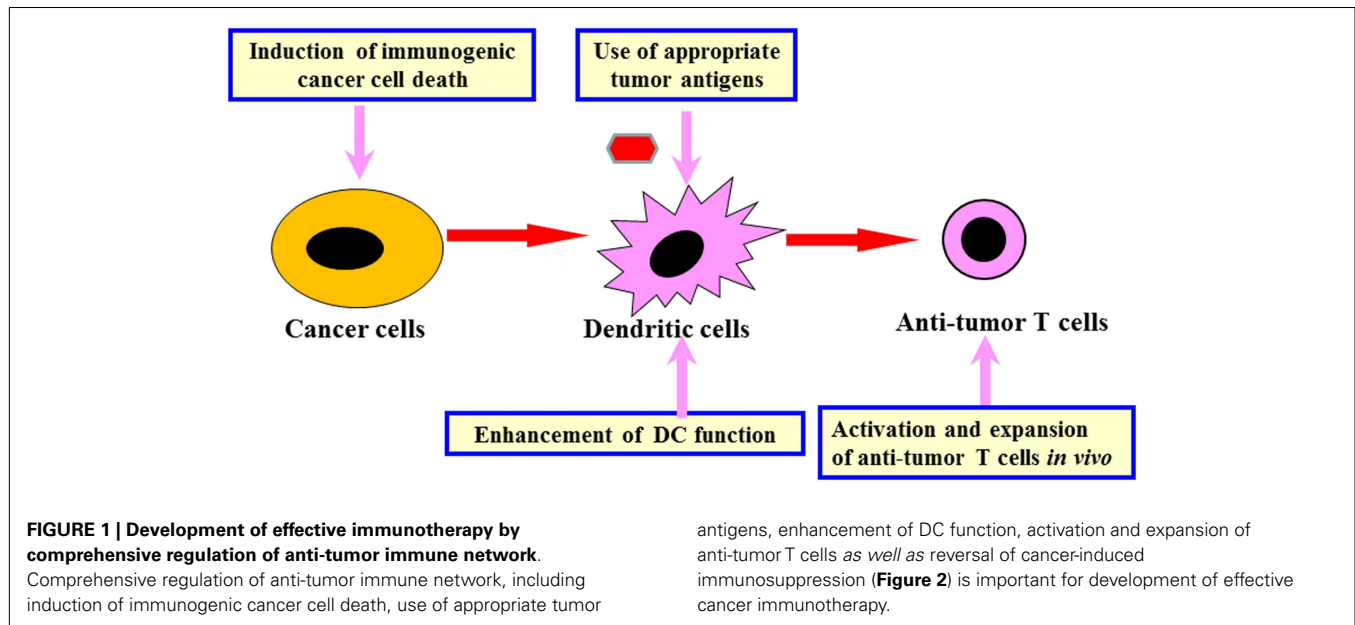 Induction of immunogenic
cancer cell death
Use of appropriate
tumor antigens
Cancer cells
Dendritic cells
Anti-tumor T cells
Enhancement of DC function
Activation and expansion
of anti-tumor T cells in vivo
FIGURE 1 | Development of effective immunotherapy by
comprehensive regulation of anti-tumor immune network.
Comprehensive regulation of anti-tumor immune network, including
induction of immunogenic cancer cell death, use of appropriate tumor
antigens, enhancement of DC function, activation and expansion of
anti-tumor T cells as well as reversal of cancer-induced
immunosuppression (Figure 2) is important for development of effective
cancer immunotherapy.